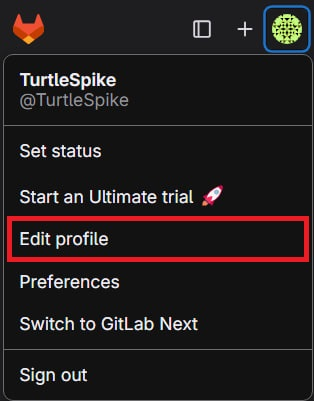 TurtleSpike
@TurtleSpike
Set status
Start an Ultimate trial 🚀
Edit profile
Preferences
Switch to GitLab Next
Sign out